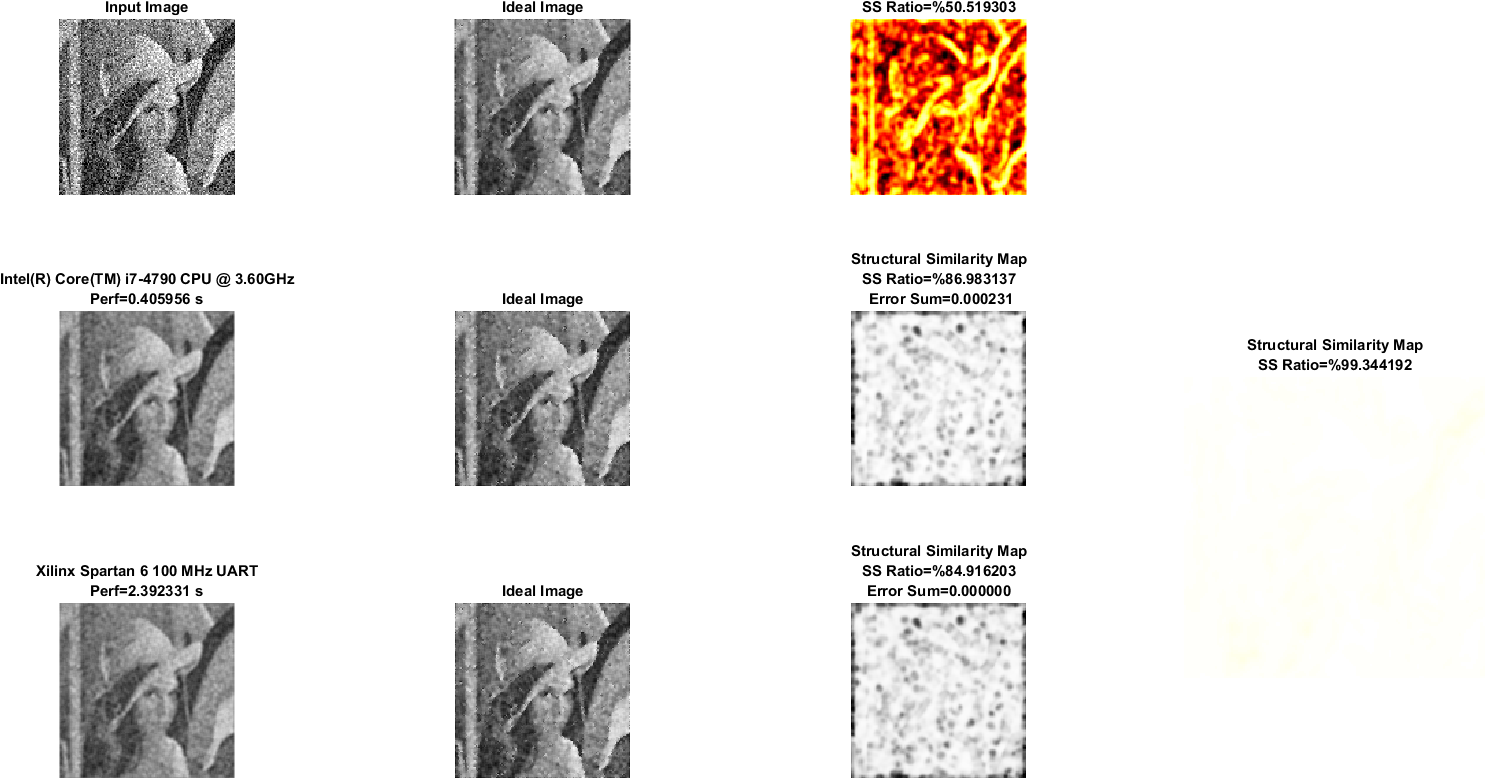 Input Image
Ideal Image
SS Ratio=%50.519303
Intel(R) Core(TM) i7-4790 CPU @ 3.60GHz
Perf=0.405956 s
Ideal Image
Structural Similarity Map
SS Ratio=%86.983137
Error Sum=0.000231
Structural Similarity Map
SS Ratio=%99.344192
Xilinx Spartan 6 100 MHz UART
Perf=2.392331 s
Ideal Image
Structural Similarity Map
SS Ratio=%84.916203
Error Sum=0.000000